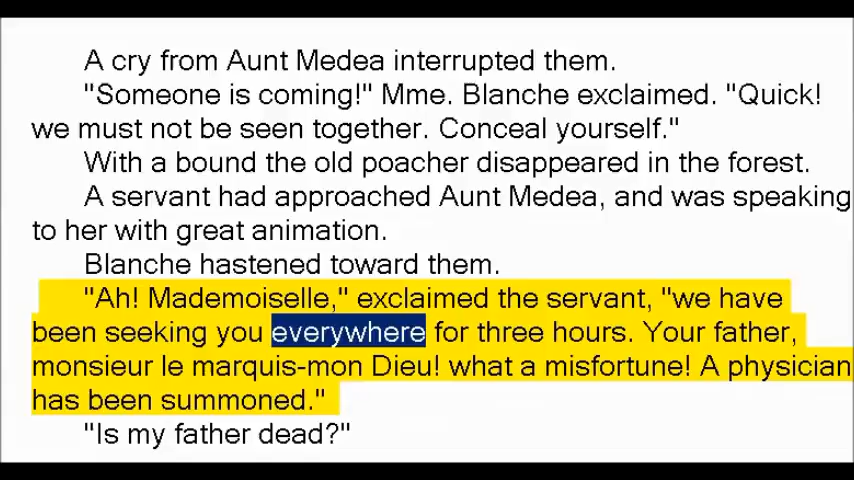 A cry from Aunt Medea interrupted them.
"Someone is coming!" Mme. Blanche exclaimed. "Quick!
we must not be seen together. Conceal yourself."
With a bound the old poacher disappeared in the forest.
A servant had approached Aunt Medea, and was speaking
to her with great animation.
Blanche hastened toward them.
"Ah! Mademoiselle," exclaimed the servant, "we have
been seeking you everywhere for three hours. Your father,
monsieur le marquis-mon Dieu! what a misfortune! A physician
has been summoned."
"Is my father dead?"